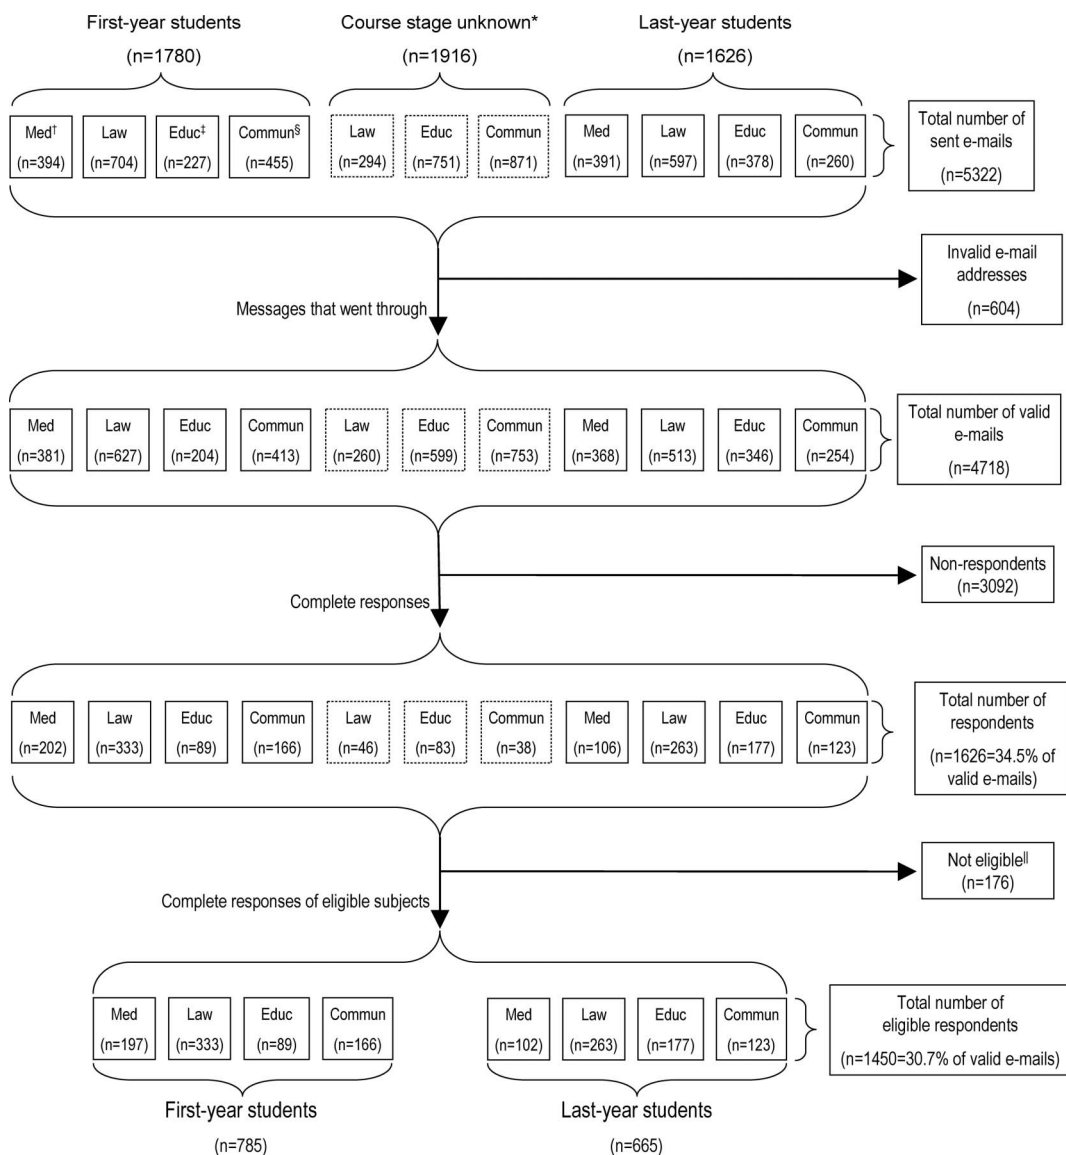 First-year students
(n=1780)
Course stage unknown*
(n=1916)
Last-year students
(n=1626)
Med†
(n=394)
Law
(n=704)
Educ‡
(n=227)
Commun§
(n=455)
Law
(n=294)
Educ
(n=751)
Commun
(n=871)
Med
(n=391)
Law
(n=597)
Educ
(n=378)
Commun
(n=260)
Total number of
sent e-mails
(n=5322)
Invalid e-mail
addresses
(n=604)
Messages that went through
Med
(n=381)
Law
(n=627)
Educ
(n=204)
Commun
(n=413)
Law
(n=260)
Educ
(n=599)
Commun
(n=753)
Med
(n=368)
Law
(n=513)
Educ
(n=346)
Commun
(n=254)
Total number of valid
e-mails
(n=4718)
Non-respondents
(n=3092)
Complete responses
Med
(n=202)
Law
(n=333)
Educ
(n=89)
Commun
(n=166)
Law
(n=46)
Educ
(n=83)
Commun
(n=38)
Med
(n=106)
Law
(n=263)
Educ
(n=177)
Commun
(n=123)
Total number of
respondents
(n=1626=34.5% of
valid e-mails)
Not eligible||
(n=176)
Complete responses of eligible subjects
Med
(n=197)
Law
(n=333)
Educ
(n=89)
Commun
(n=166)
Med
(n=102)
Law
(n=263)
Educ
(n=177)
Commun
(n=123)
Total number of
eligible respondents
(n=1450=30.7% of valid e-mails)
First-year students
(n=785)
Last-year students
(n=665)